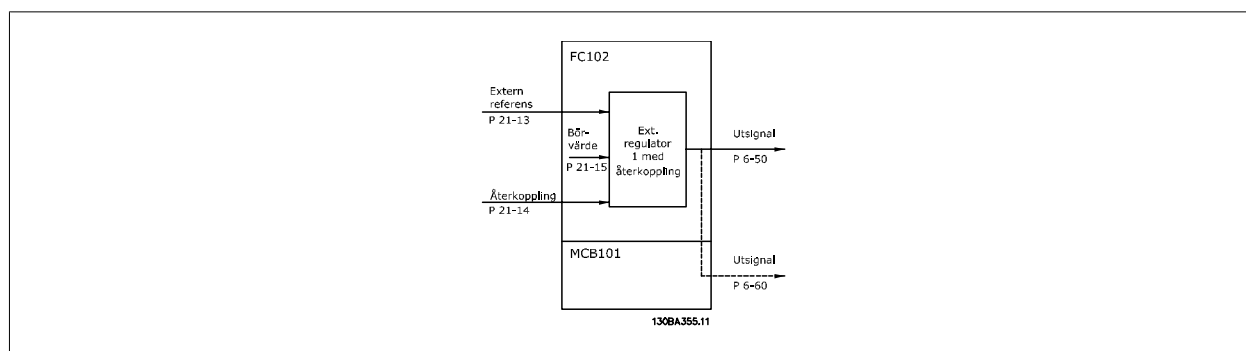 FC102
Extern
referens
P 21-13
Bör-
värde
P 21-15
Återkoppling
P 21-14
Ext.
regulator
1 med
återkoppling
Utsignal
P 6-50
MCB101
Utsignal
P 6-60
130BA355.11